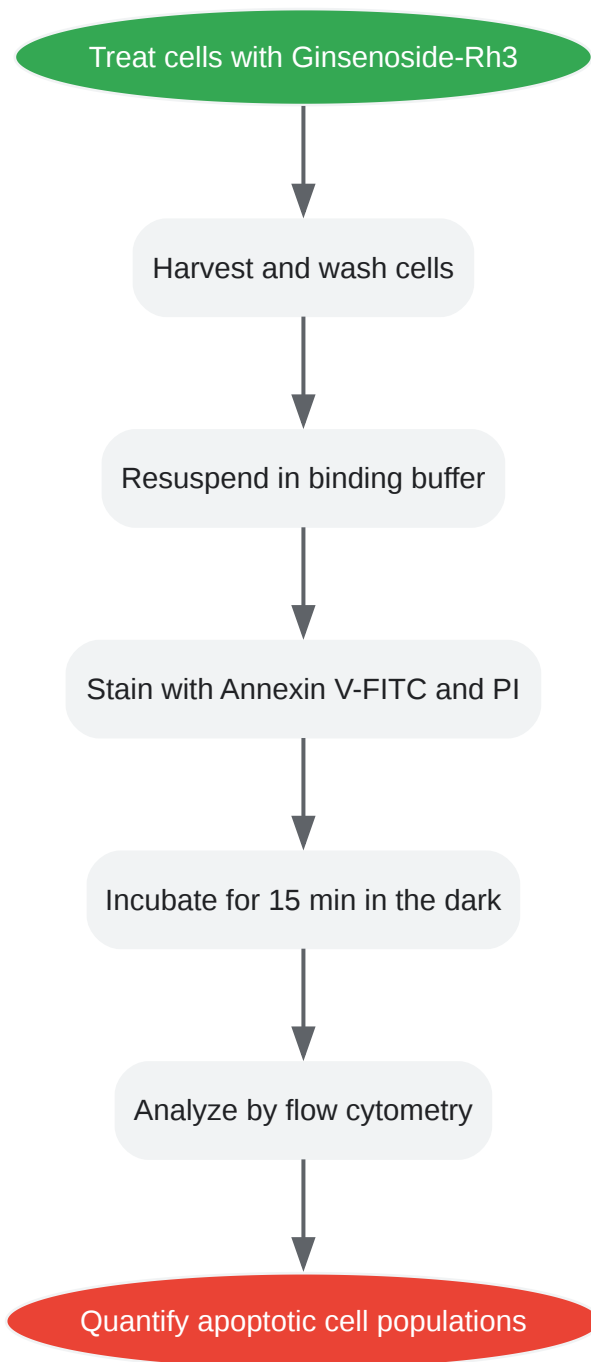 Treat cells with Ginsenoside-Rh3
Harvest and wash cells
Resuspend in binding buffer
Stain with Annexin V-FITC and PI
Incubate for 15 min in the dark
Analyze by flow cytometry
Quantify apoptotic cell populations